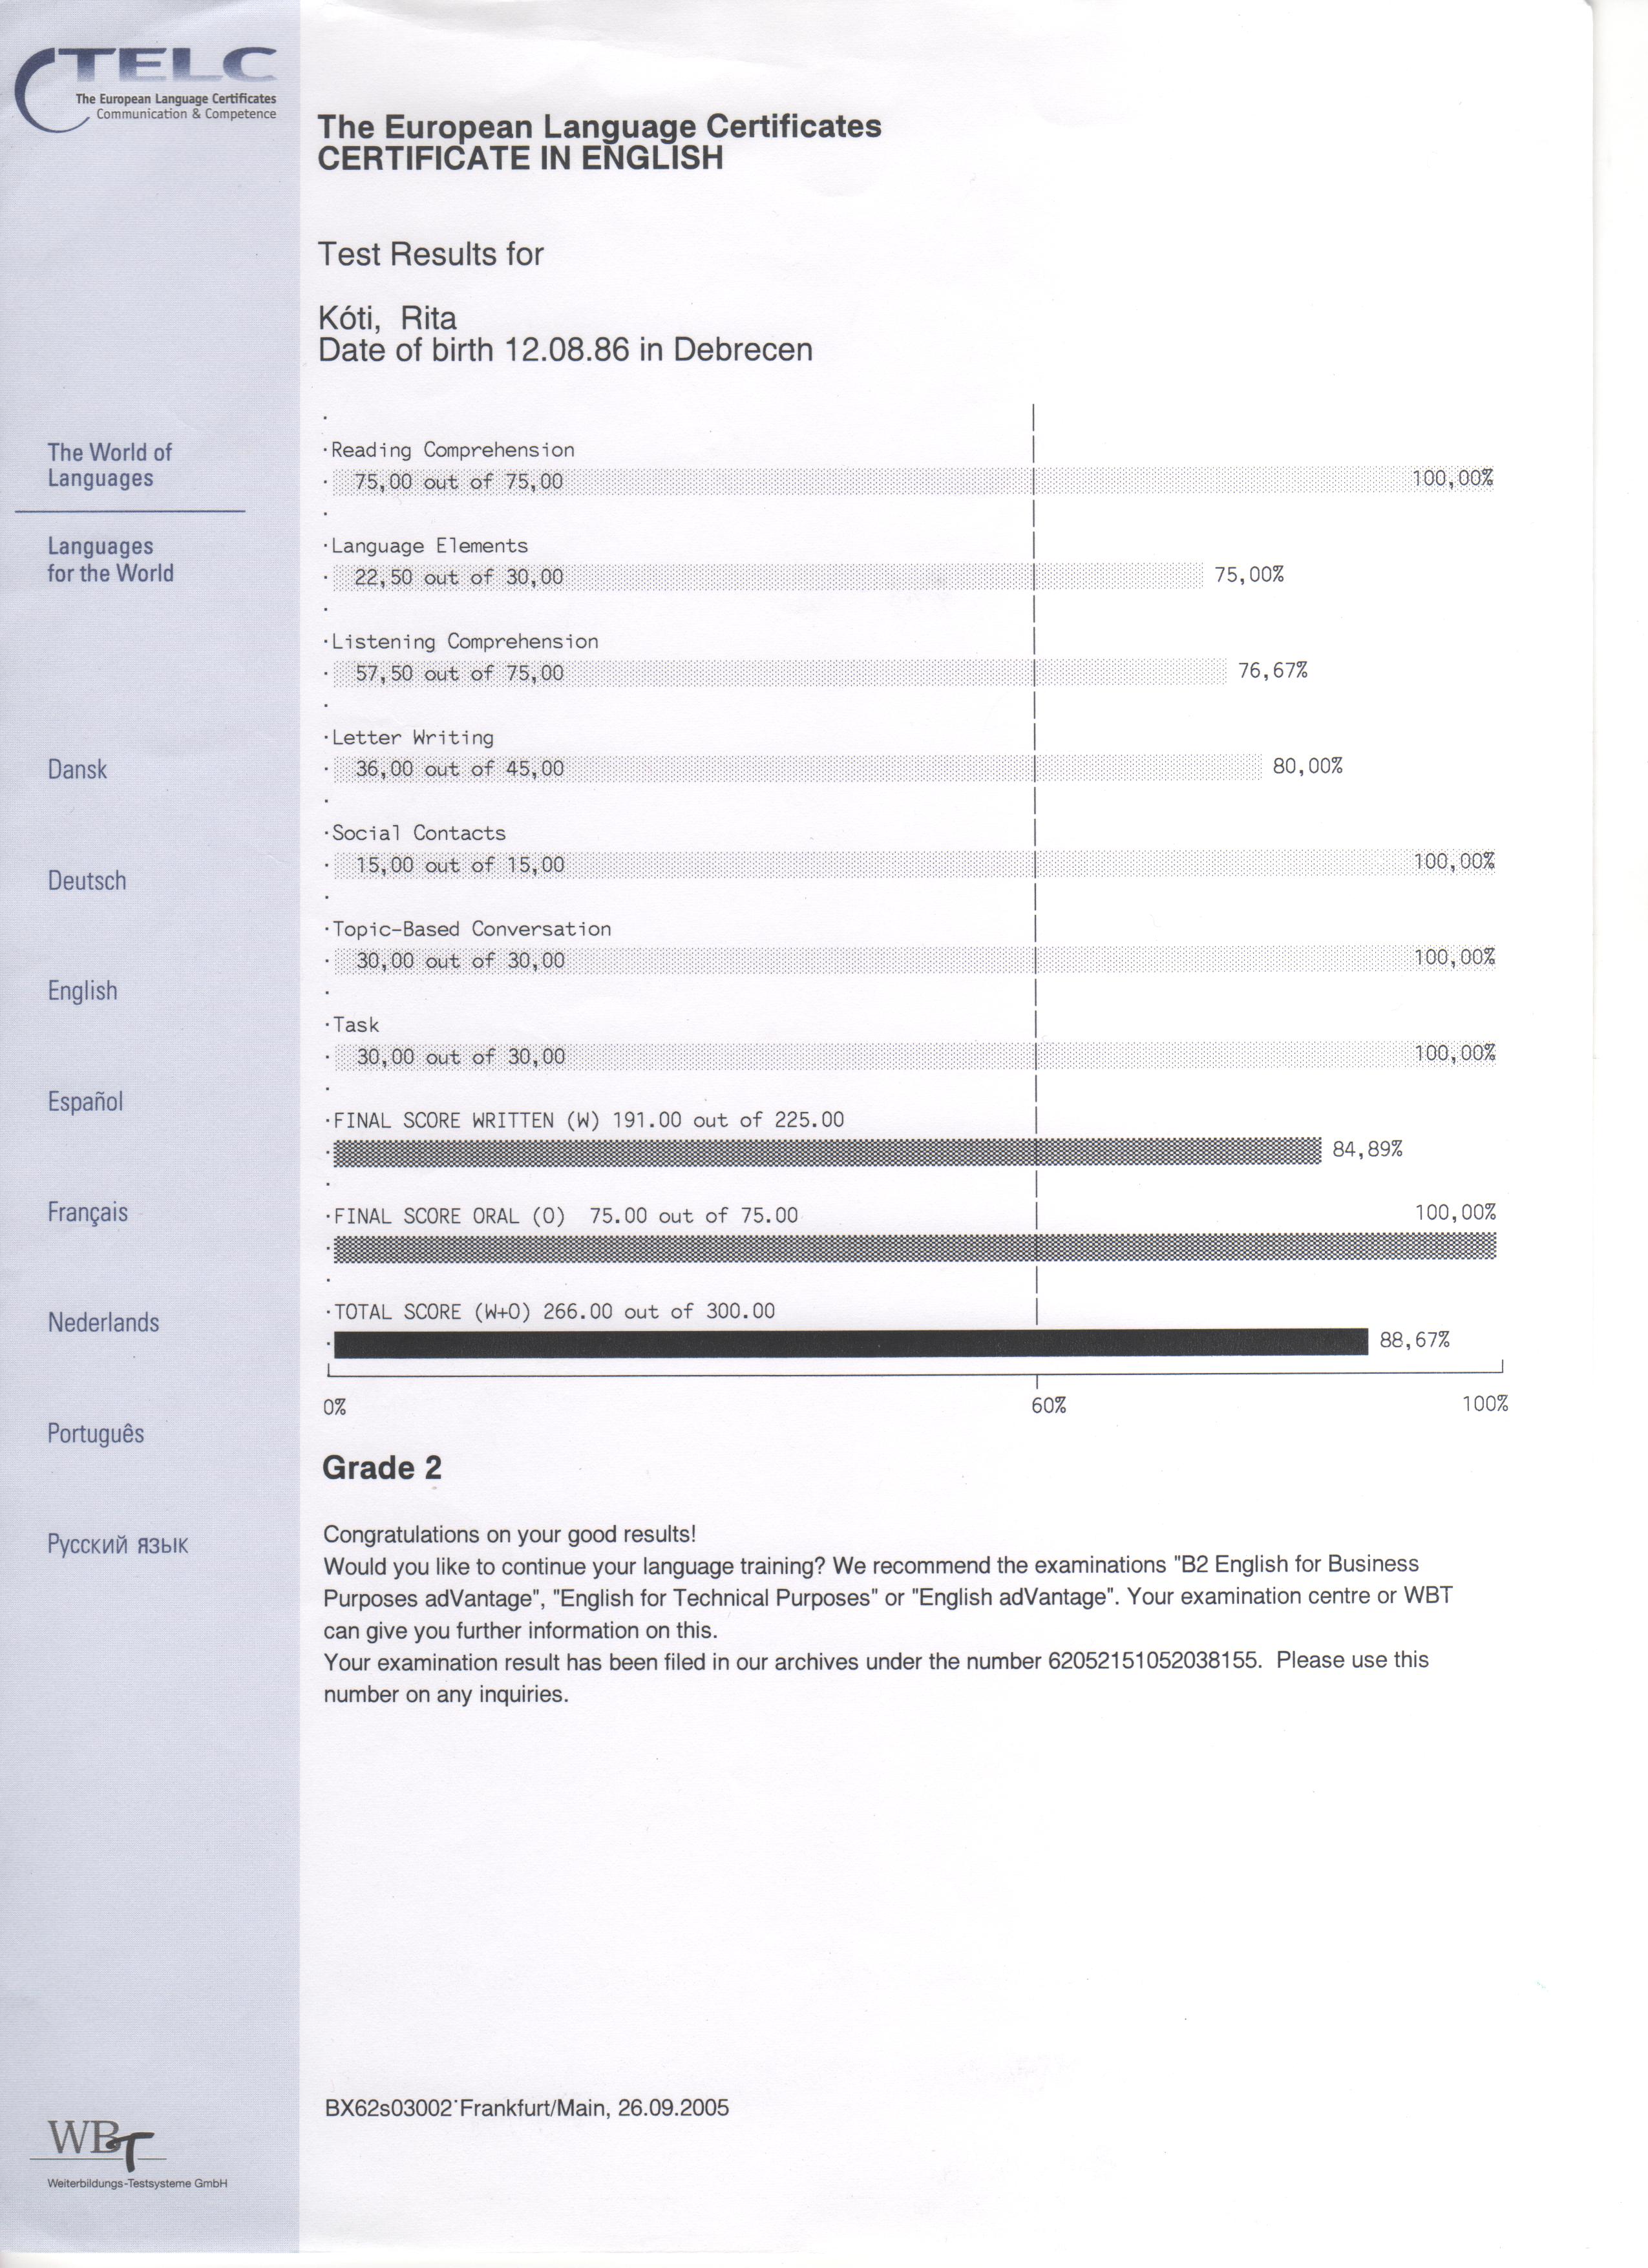 TELC
The European Language Certificates
Communication & Competence
The European Language Certificates
CERTIFICATE IN ENGLISH
Test Results for
Kóti, Rita
Date of birth 12.08.86 in Debrecen
The World of
Languages
Languages
for the World
Dansk
Deutsch
English
Español
Français
Nederlands
Português
Русский язык
Reading Comprehension
75,00 out of 75,00 100,00%
Language Elements
22,50 out of 30,00 75,00%
Listening Comprehension
57,50 out of 75,00 76,67%
Letter Writing
36,00 out of 45,00 80,00%
Social Contacts
15,00 out of 15,00 100,00%
Topic-Based Conversation
30,00 out of 30,00 100,00%
Task
30,00 out of 30,00 100,00%
FINAL SCORE WRITTEN (W) 191.00 out of 225.00
84,89%
FINAL SCORE ORAL (O) 75.00 out of 75.00 100,00%
TOTAL SCORE (W+O) 266.00 out of 300.00
88,67%
0% 60% 100%
Grade 2
Congratulations on your good results!
Would you like to continue your language training? We recommend the examinations "B2 English for Business
Purposes adVantage", "English for Technical Purposes" or "English adVantage". Your examination centre or WBT
can give you further information on this.
Your examination result has been filed in our archives under the number 62052151052038155. Please use this
number on any inquiries.
BX62s03002 Frankfurt/Main, 26.09.2005
WBT
Weiterbildungs-Testsysteme GmbH